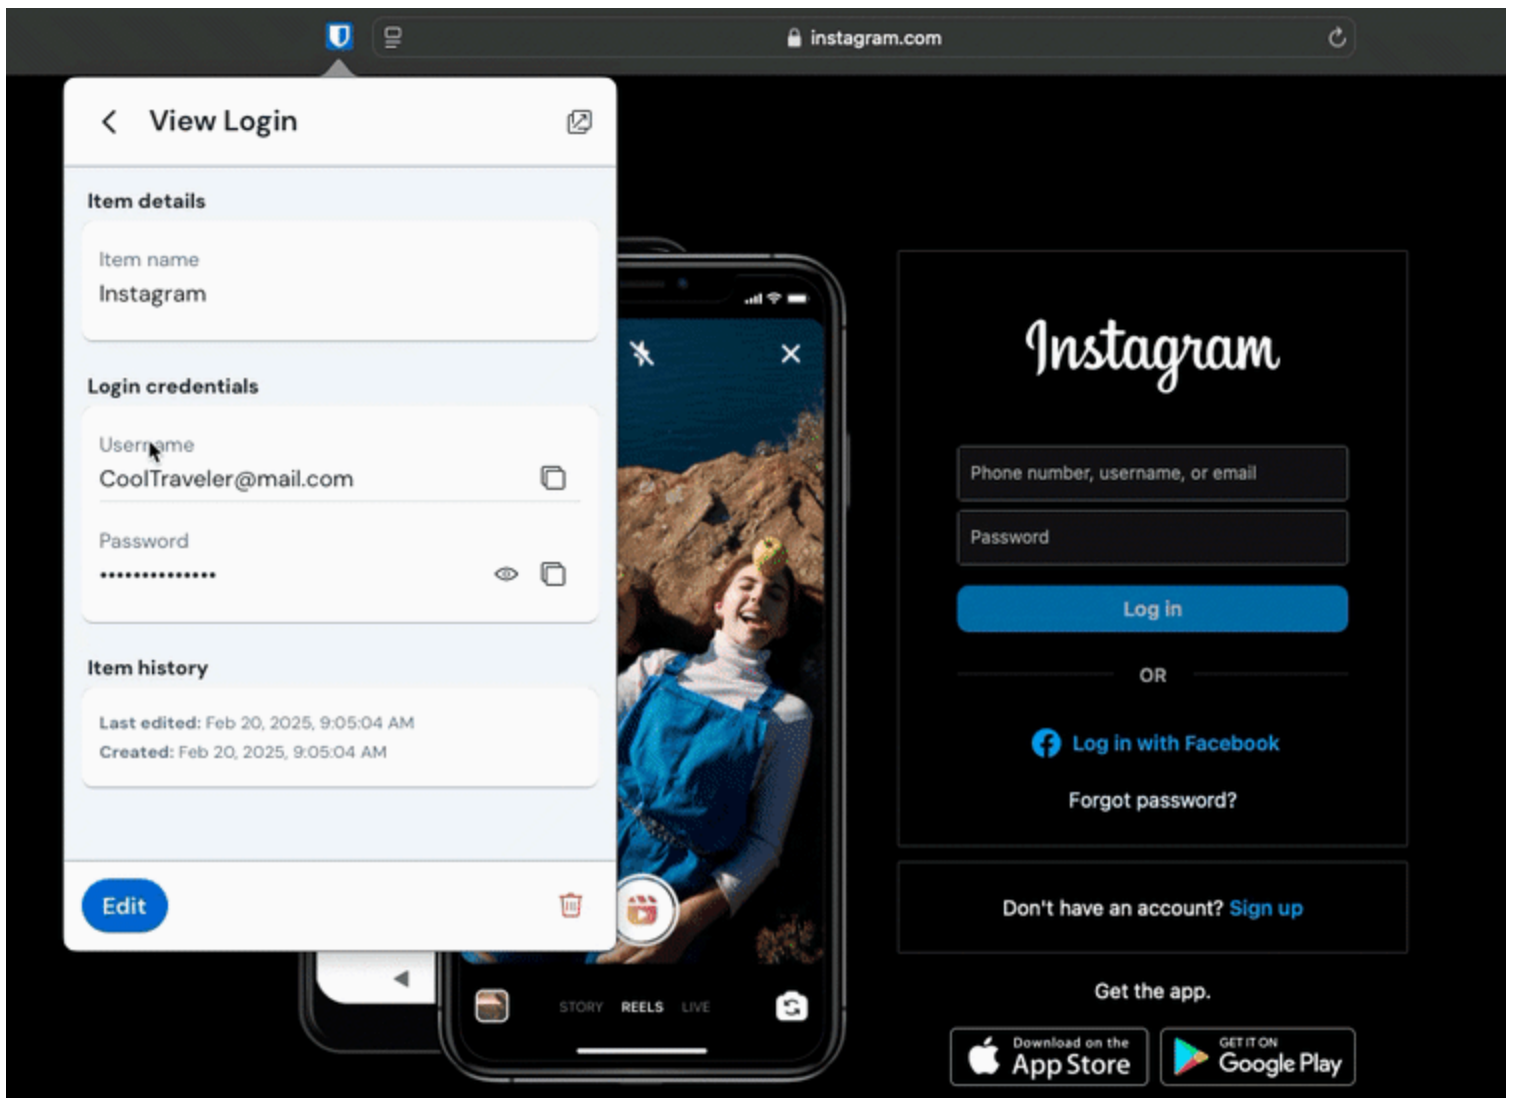 instagram.com
View Login
Item details
Item name
Instagram
Login credentials
Username
CoolTraveler@mail.com
Password
••••••••••••••
Item history
Last edited: Feb 20, 2025, 9:05:04 AM
Created: Feb 20, 2025, 9:05:04 AM
Edit
STORY REELS LIVE
Instagram
Phone number, username, or email
Password
Log in
OR
Log in with Facebook
Forgot password?
Don't have an account? Sign up
Get the app.
Download on the
App Store
GET IT ON
Google Play